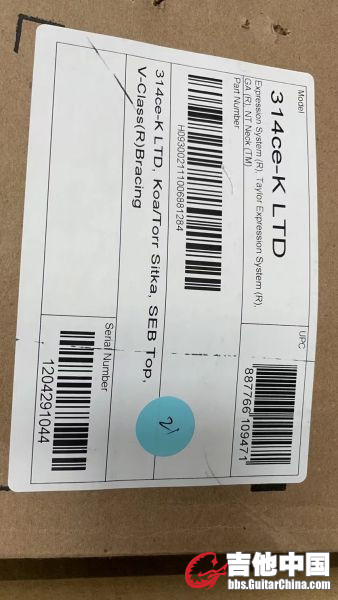 Model
314ce-K LTD
Expression System (R), Taylor Expression System (R),
GA (R), NT Neck (TM)
Part Number
UPC
887766109471
H0930021111006881284
314ce-K LTD, Koa/Torr Sitka, SEB Top,
V-Class(R)Bracing
Serial Number
1204291044
21
吉他中国
bbs.GuitarChina.com